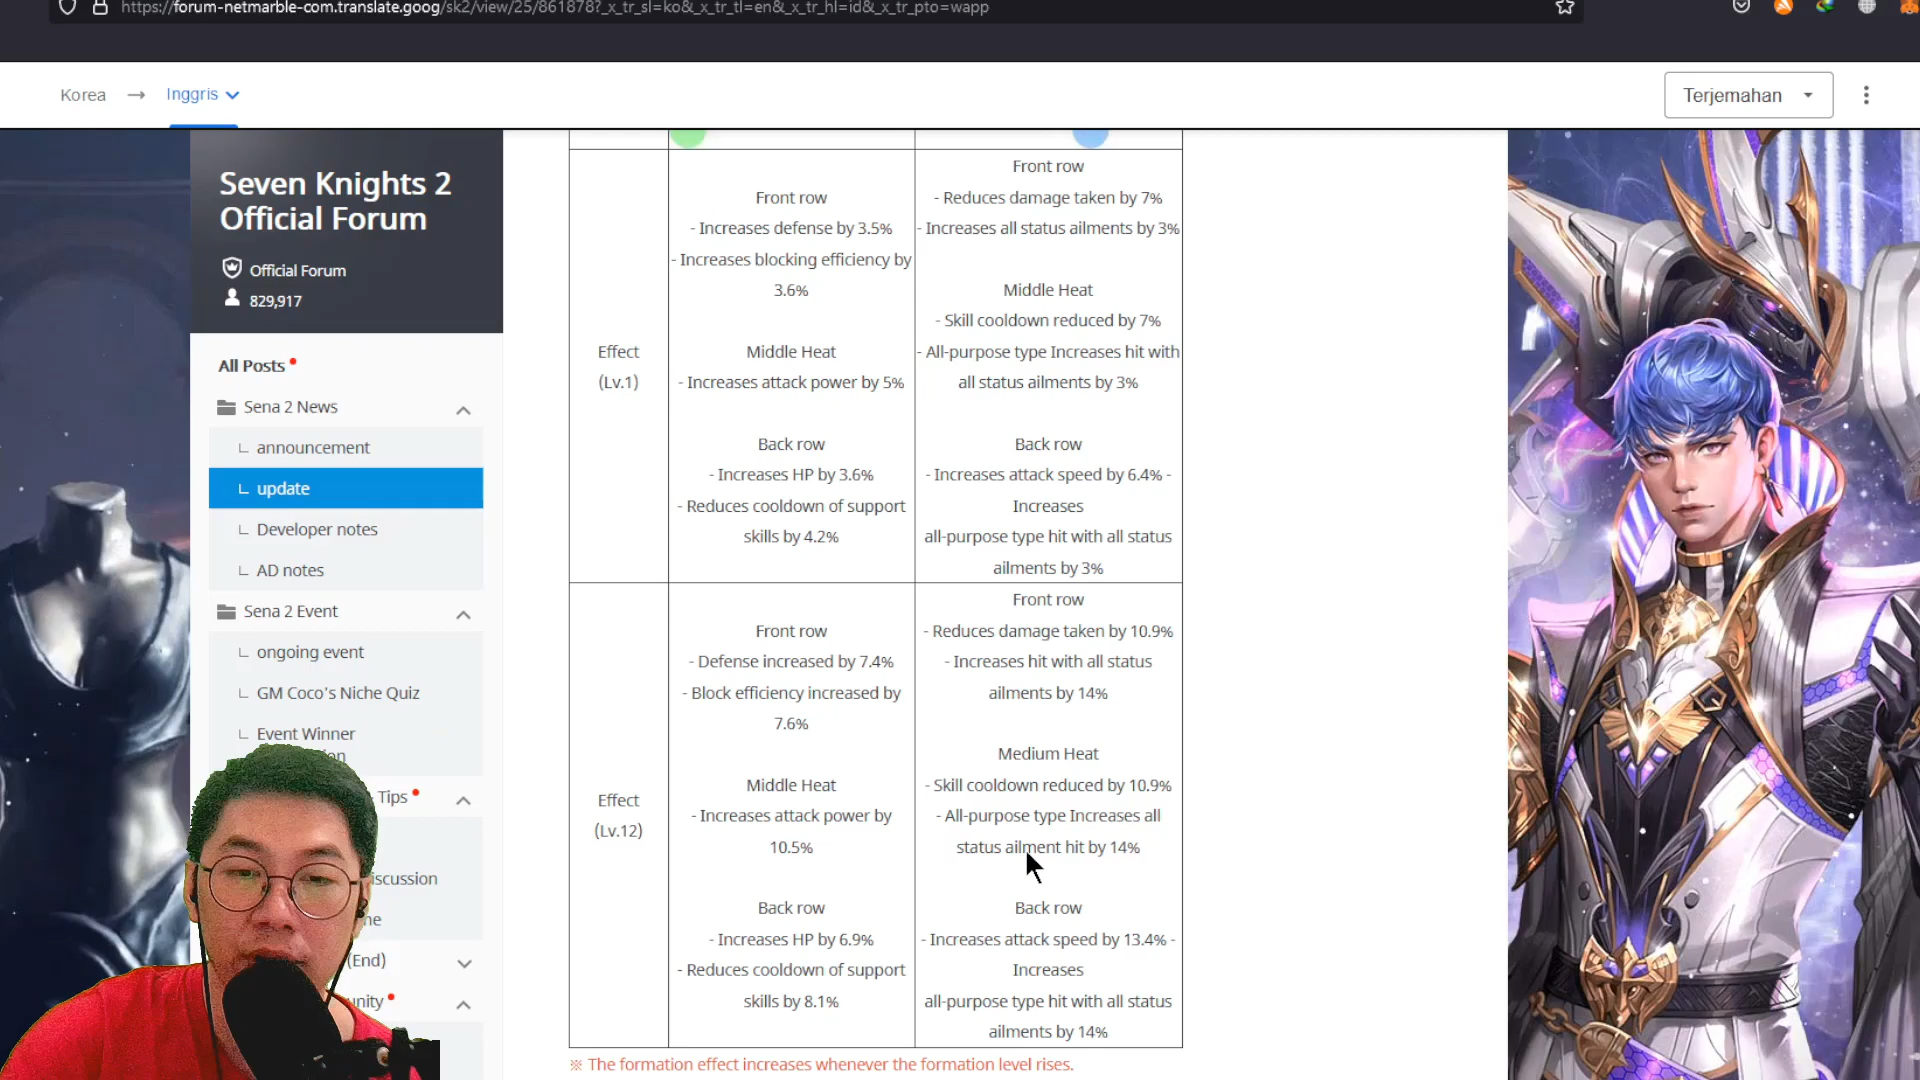 https://forum-netmarble-com.translate.goog/sk2/view/25/861878?_x_tr_sl=ko&_x_tr_tl=en&_x_tr_hl=id&_x_tr_pto=wapp
Korea → Inggris
Terjemahan
Seven Knights 2
Official Forum
Official Forum
829,917
All Posts
Sena 2 News
announcement
update
Developer notes
AD notes
Sena 2 Event
ongoing event
GM Coco's Niche Quiz
Event Winner
Tips
iscussion
(End)
Effect
(Lv.1)
Front row
- Increases defense by 3.5%
- Increases blocking efficiency by
3.6%
Middle Heat
- Increases attack power by 5%
Back row
- Increases HP by 3.6%
- Reduces cooldown of support
skills by 4.2%
Front row
- Reduces damage taken by 7%
- Increases all status ailments by 3%
Middle Heat
- Skill cooldown reduced by 7%
- All-purpose type Increases hit with
all status ailments by 3%
Back row
- Increases attack speed by 6.4% -
Increases
all-purpose type hit with all status
ailments by 3%
Effect
(Lv.12)
Front row
- Defense increased by 7.4%
- Block efficiency increased by
7.6%
Middle Heat
- Increases attack power by
10.5%
Back row
- Increases HP by 6.9%
- Reduces cooldown of support
skills by 8.1%
Front row
- Reduces damage taken by 10.9%
- Increases hit with all status
ailments by 14%
Medium Heat
- Skill cooldown reduced by 10.9%
- All-purpose type Increases all
status ailment hit by 14%
Back row
- Increases attack speed by 13.4% -
Increases
all-purpose type hit with all status
ailments by 14%
※ The formation effect increases whenever the formation level rises.